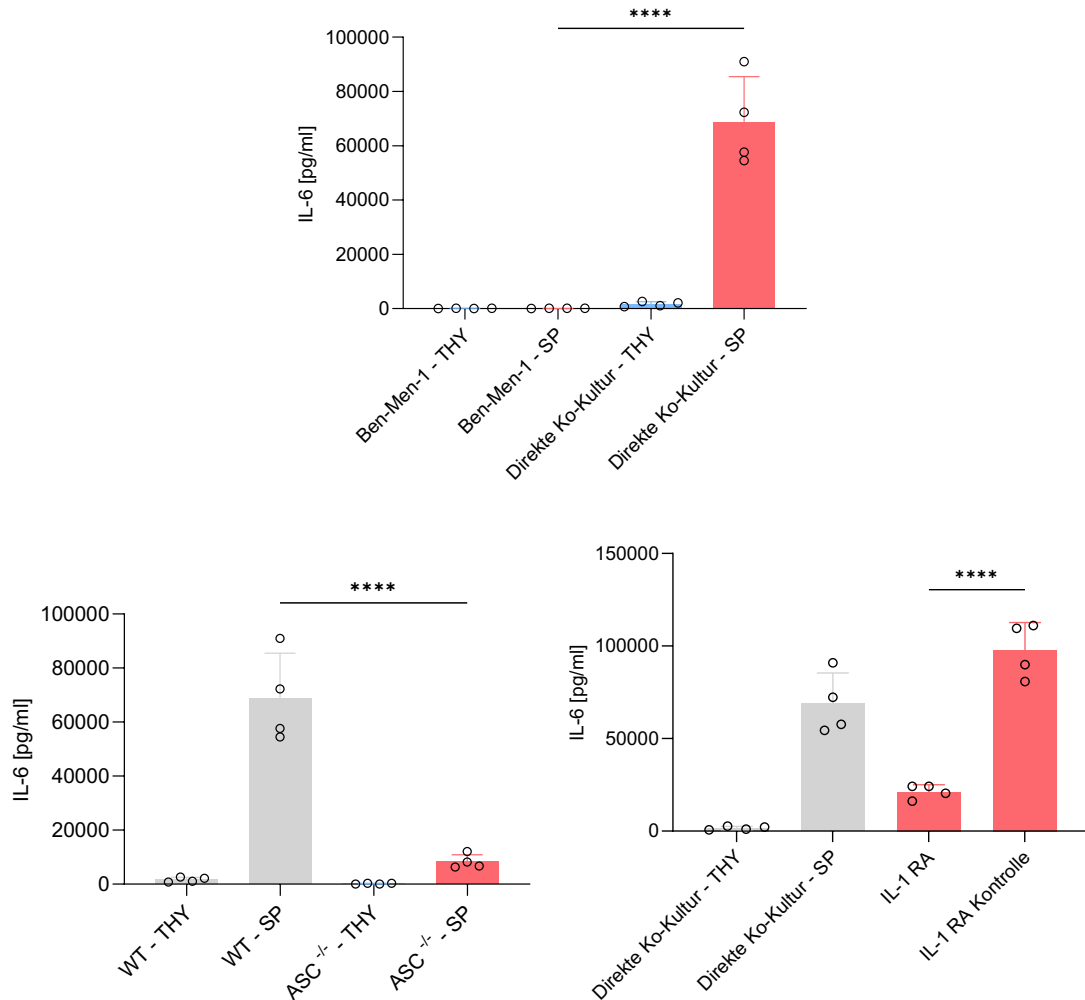 ****
100000
80000
60000
40000
20000
0
IL-6 [pg/ml]
Ben-Men-1 - THY
Ben-Men-1 - SP
Direkte Ko-Kultur - THY
Direkte Ko-Kultur - SP
****
100000
80000
60000
40000
20000
0
IL-6 [pg/ml]
WT - THY
WT - SP
ASC -/- - THY
ASC -/- - SP
****
150000
100000
50000
0
IL-6 [pg/ml]
Direkte Ko-Kultur - THY
Direkte Ko-Kultur - SP
IL-1 RA
IL-1 RA Kontrolle